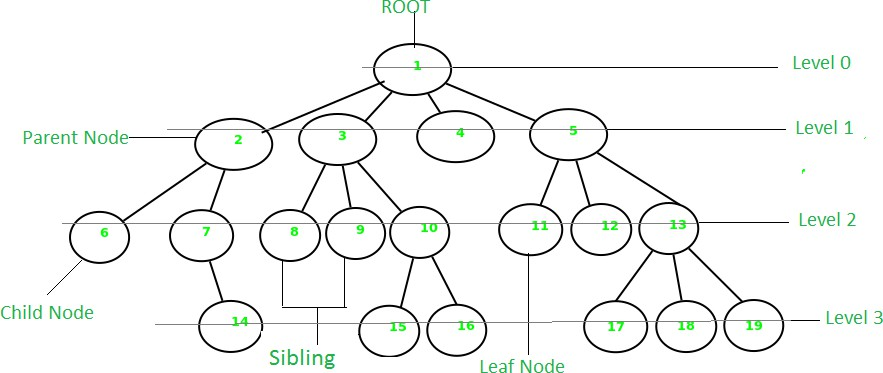 ROOT
1
Level 0
Parent Node
2
3
4
5
Level 1
6
7
8
9
10
11
12
13
Level 2
Child Node
14
15
16
17
18
19
Level 3
Sibling
Leaf Node